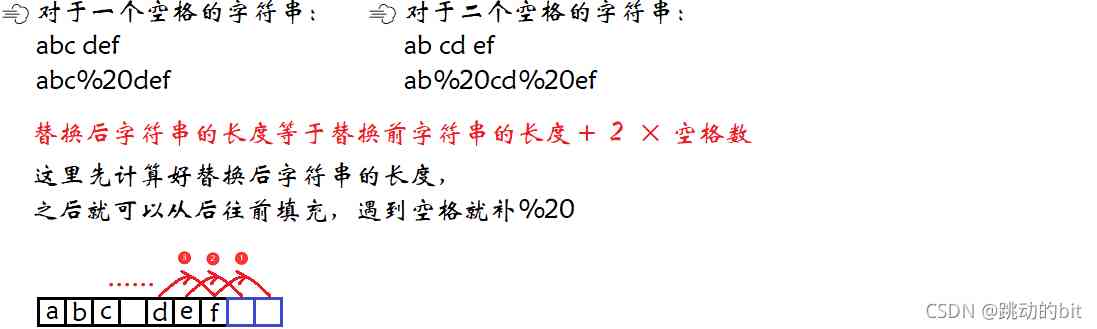 对于一个空格的字符串：
abc def
abc%20def
对于二个空格的字符串：
ab cd ef
ab%20cd%20ef
替换后字符串的长度等于替换前字符串的长度 + 2 × 空格数
这里先计算好替换后字符串的长度，
之后就可以从后往前填充，遇到空格就补%20
······ 3 2 1
a b c d e f
CSDN @跳动的bit